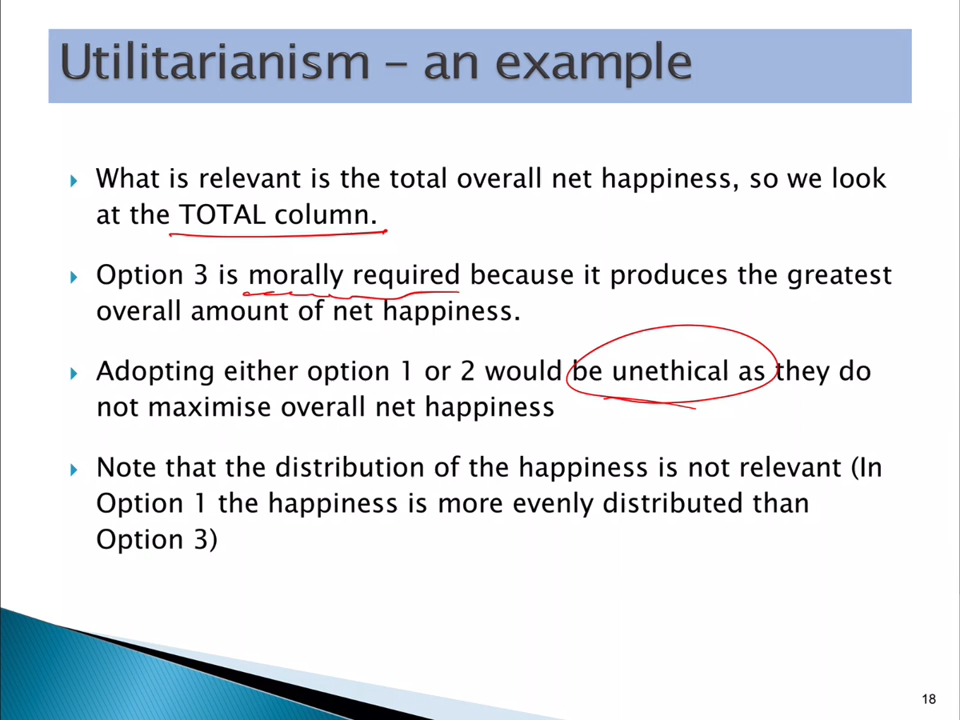 Utilitarianism – an example
What is relevant is the total overall net happiness, so we look
at the TOTAL column.
Option 3 is morally required because it produces the greatest
overall amount of net happiness.
Adopting either option 1 or 2 would be unethical as they do
not maximise overall net happiness
Note that the distribution of the happiness is not relevant (In
Option 1 the happiness is more evenly distributed than
Option 3)
18